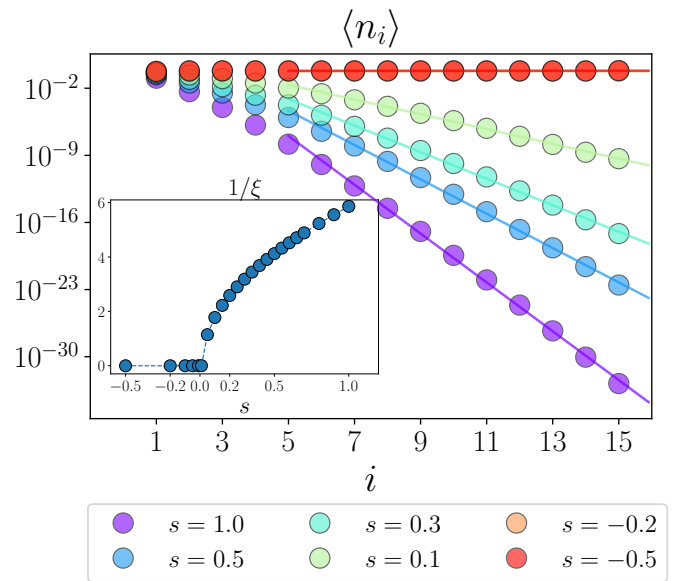 ⟨n_i⟩
10^{-2}
10^{-9}
10^{-16}
10^{-23}
10^{-30}
1/ξ
6
4
2
0
−0.5 −0.2 0.0 0.2 0.5 1.0
s
1 3 5 7 9 11 13 15
i
s = 1.0 s = 0.3 s = −0.2
s = 0.5 s = 0.1 s = −0.5